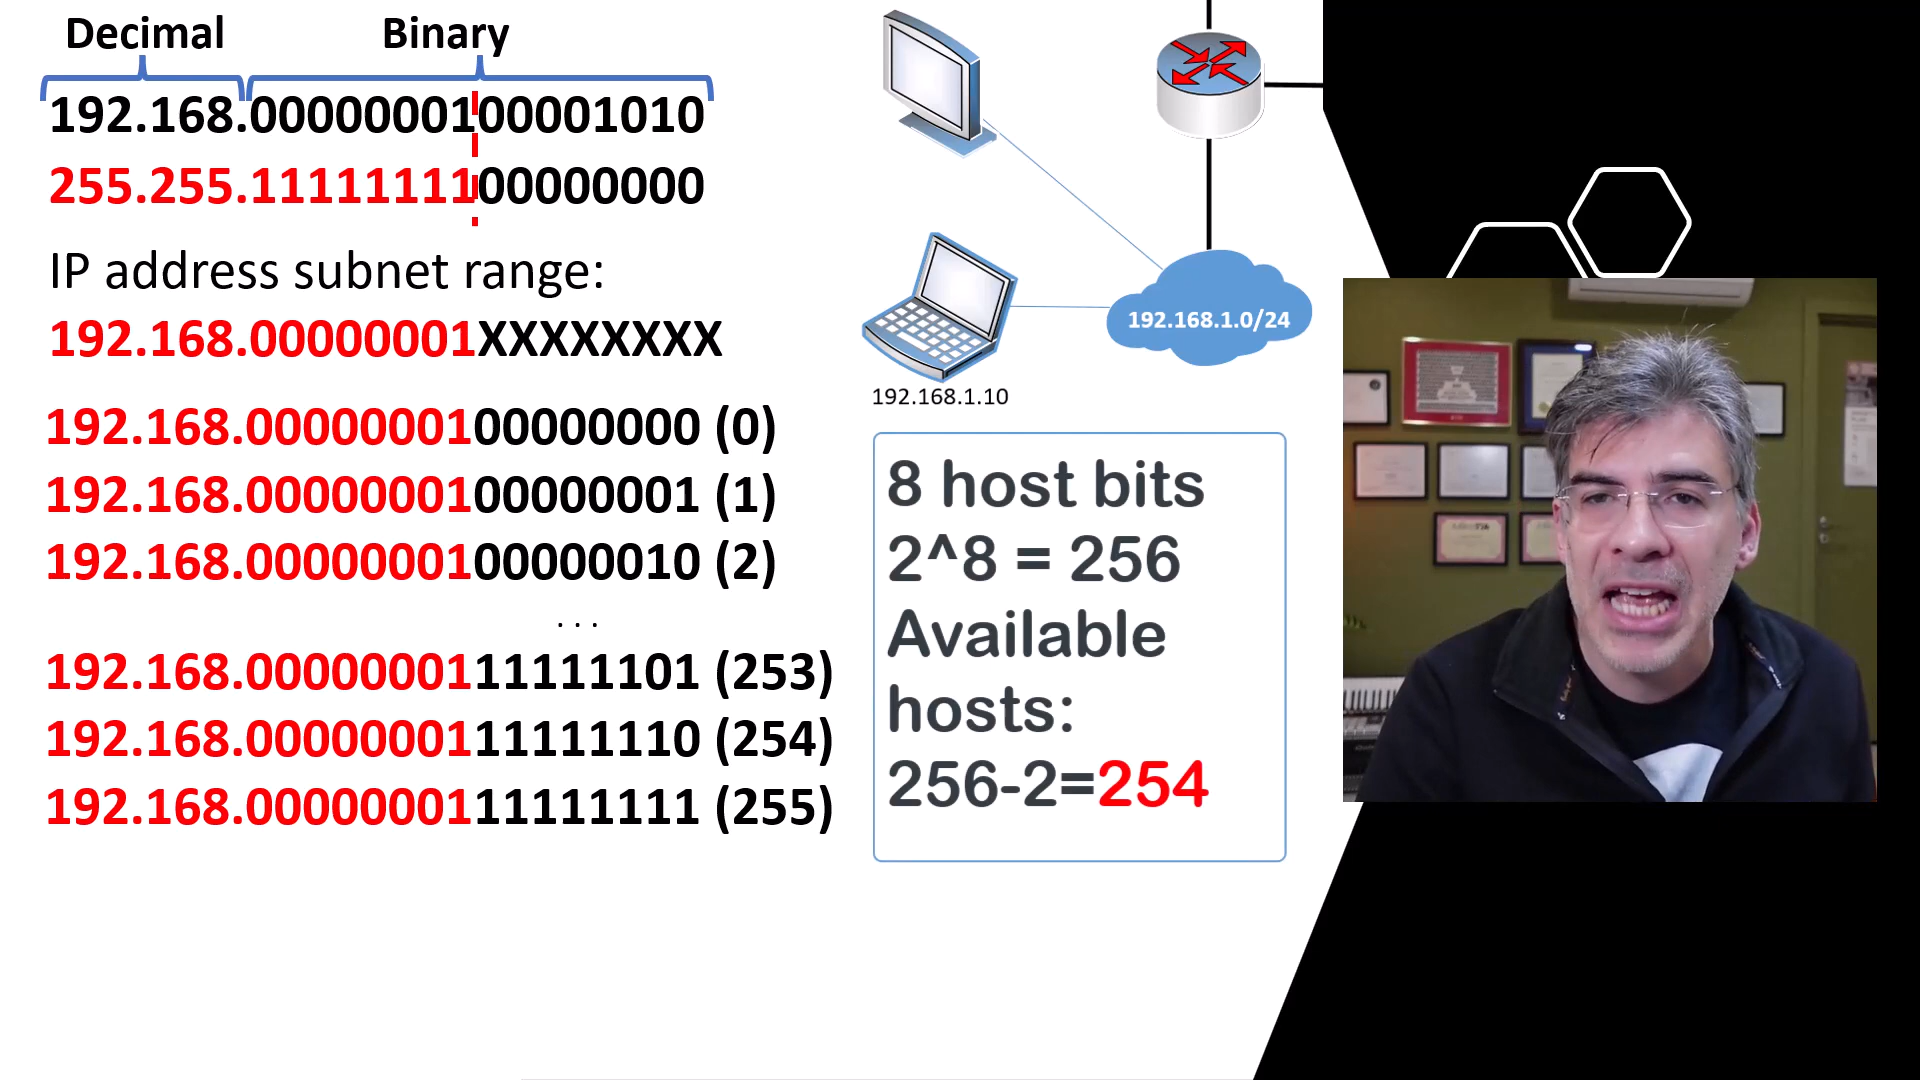 Decimal Binary
192.168.0000000100001010
255.255.1111111100000000
IP address subnet range:
192.168.00000001XXXXXXXX
192.168.0000000100000000 (0)
192.168.0000000100000001 (1)
192.168.0000000100000010 (2)
...
192.168.0000000111111101 (253)
192.168.0000000111111110 (254)
192.168.0000000111111111 (255)
192.168.1.0/24
192.168.1.10
8 host bits
2^8 = 256
Available
hosts:
256-2=254